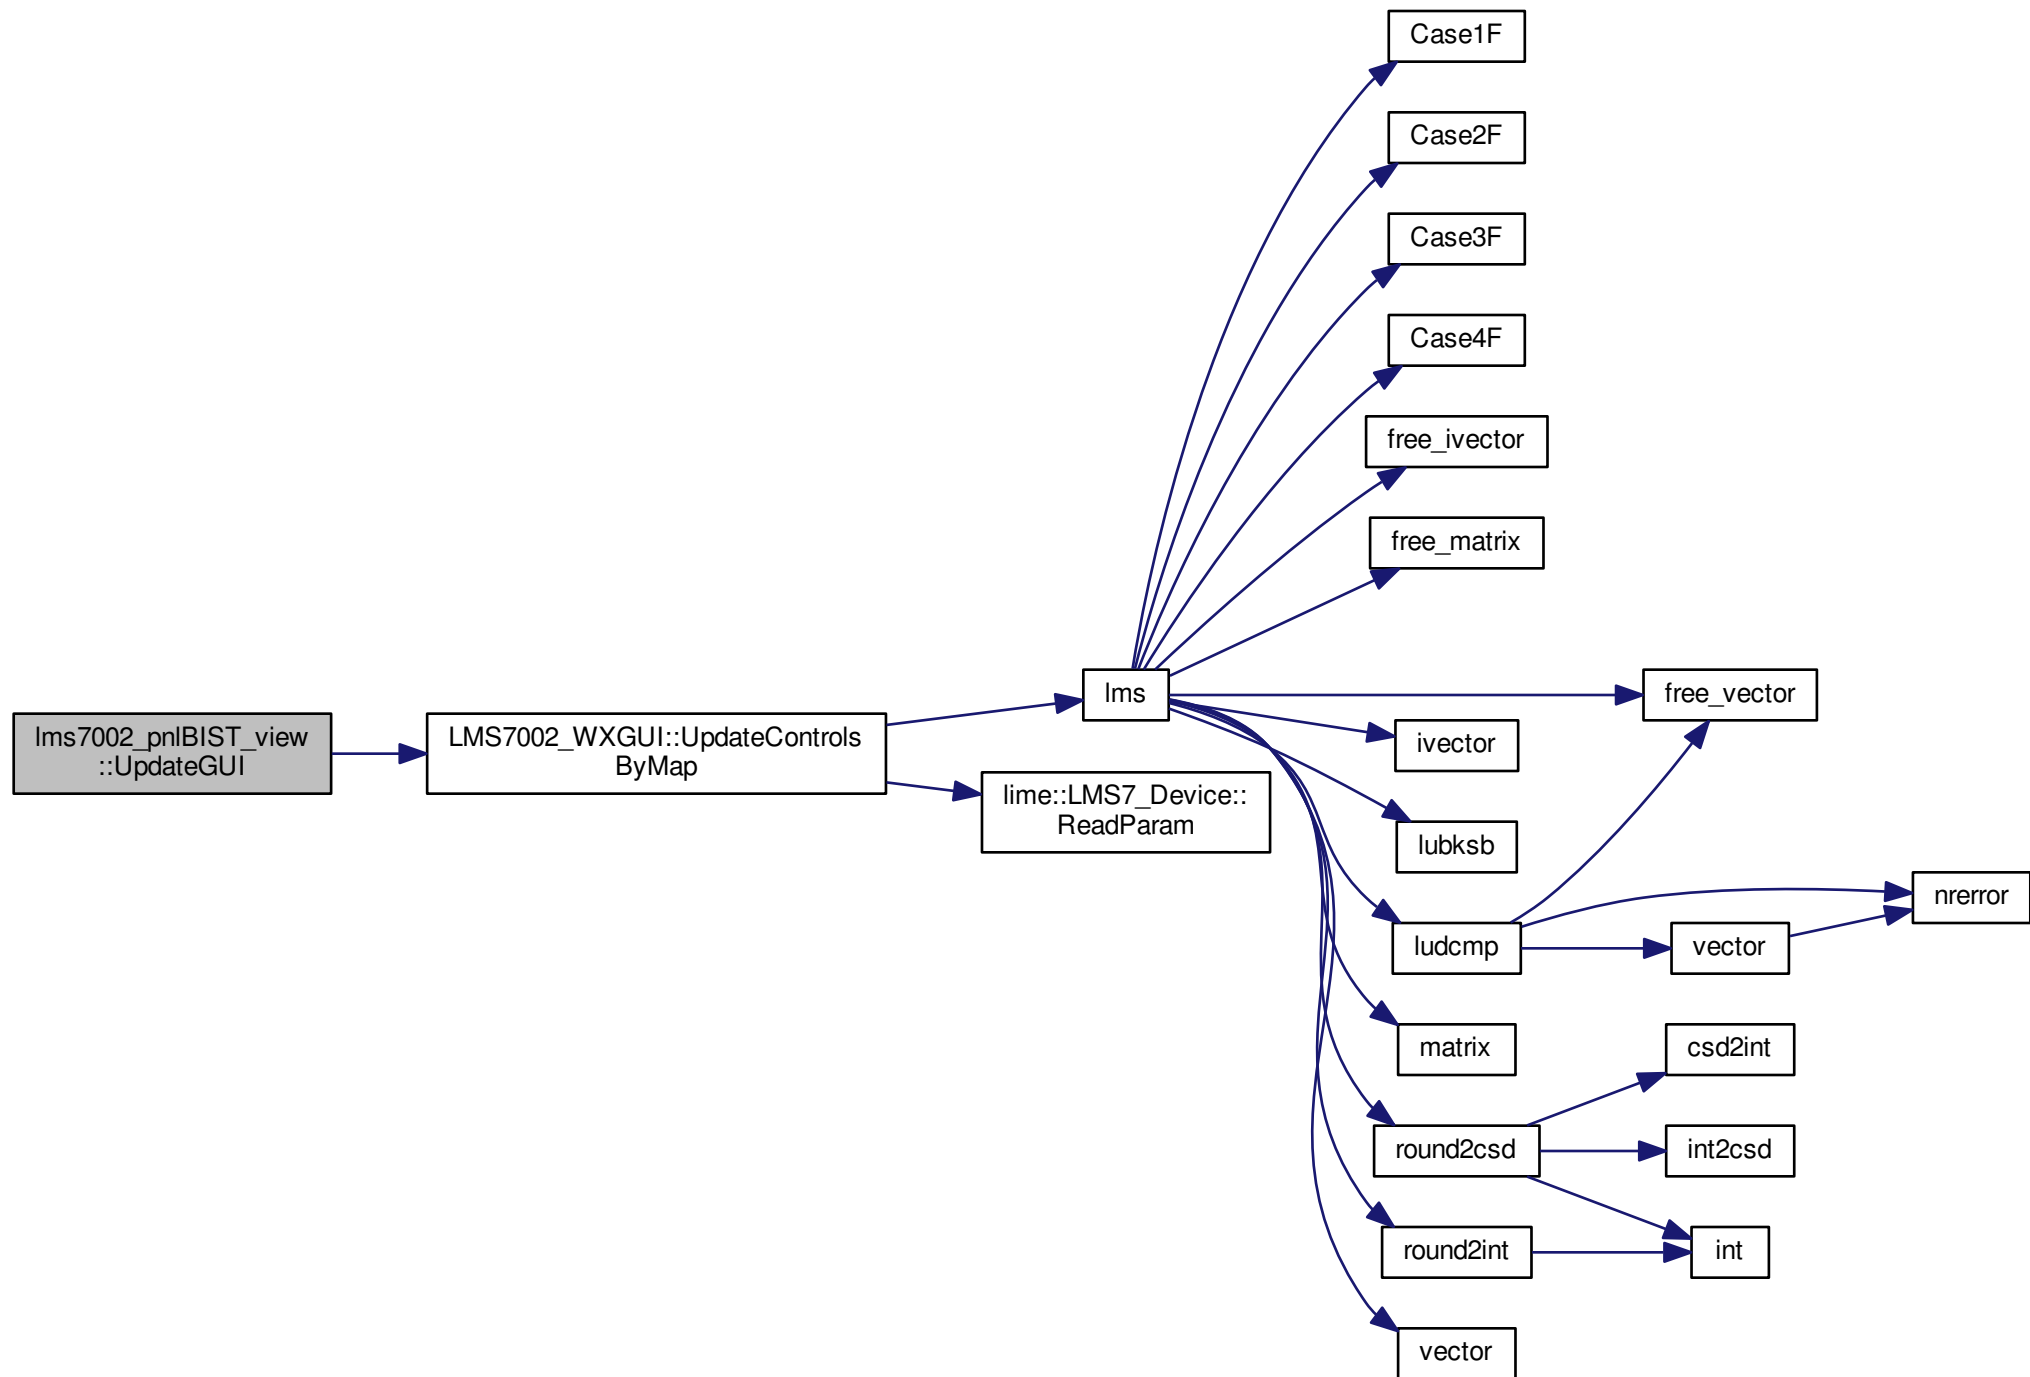 Case1F
Case2F
Case3F
Case4F
free_ivector
free_matrix
lms
free_vector
lms7002_pnlBIST_view
::UpdateGUI
LMS7002_WXGUI::UpdateControls
ByMap
ivector
lime::LMS7_Device::
ReadParam
lubksb
nrerror
ludcmp
vector
matrix
csd2int
round2csd
int2csd
round2int
int
vector